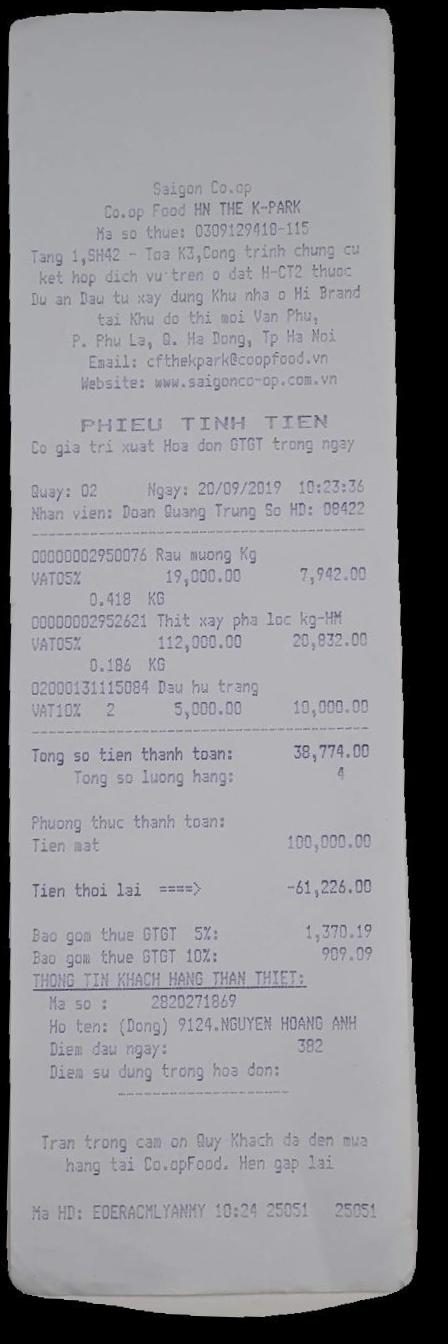 Saigon Co.op
Co.op Food HN THE K-PARK
Ma so thue: 0309129418-115
Tang 1,SH42 - Toa K3,Cong trinh chung cu
ket hop dich vu tren o dat H-CT2 thuoc
Du an Dau tu xay dung Khu nha o Hi Brand
tai Khu do thi moi Van Phu,
P. Phu La, Q. Ha Dong, Tp Ha Noi
Email: cfthekpark@coopfood.vn
Website: www.saigonco-op.com.vn
PHIEU TINH TIEN
Co gia tri xuat Hoa don GTGT trong ngay
Quay: 02 Ngay: 20/09/2019 10:23:36
Nhan vien: Doan Quang Trung So HD: 08422
00000002950076 Rau muong Kg
VAT05% 19,000.00 7,942.00
0.418 KG
00000002952621 Thit xay pha loc kg-HM
VAT05% 112,000.00 20,832.00
0.186 KG
02000131115084 Dau hu trang
VAT10% 2 5,000.00 10,000.00
Tong so tien thanh toan: 38,774.00
Tong so luong hang: 4
Phuong thuc thanh toan:
Tien mat 100,000.00
Tien thoi lai ====> -61,226.00
Bao gom thue GTGT 5%: 1,370.19
Bao gom thue GTGT 10%: 909.09
THONG TIN KHACH HANG THAN THIET:
Ma so : 2820271869
Ho ten: (Dong) 9124.NGUYEN HOANG ANH
Diem dau ngay: 382
Diem su dung trong hoa don:
Tran trong cam on Quy Khach da den mua
hang tai Co.opFood. Hen gap lai
Ma HD: EOERACMLYANMY 10:24 25051 25051